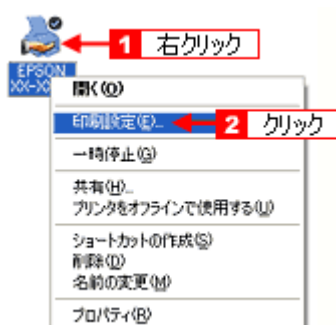 1 右クリック
EPSON
XX-XX
開く(O)
印刷設定(E)...
2 クリック
一時停止(G)
共有(H)...
プリンタをオフラインで使用する(U)
ショートカットの作成(S)
削除(D)
名前の変更(M)
プロパティ(R)